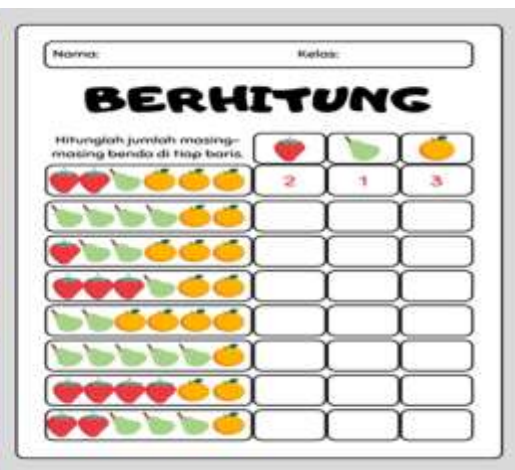 Nama: Kelas:
BERHITUNG
Hitunglah jumlah masing-
masing benda di tiap baris.
2 1 3